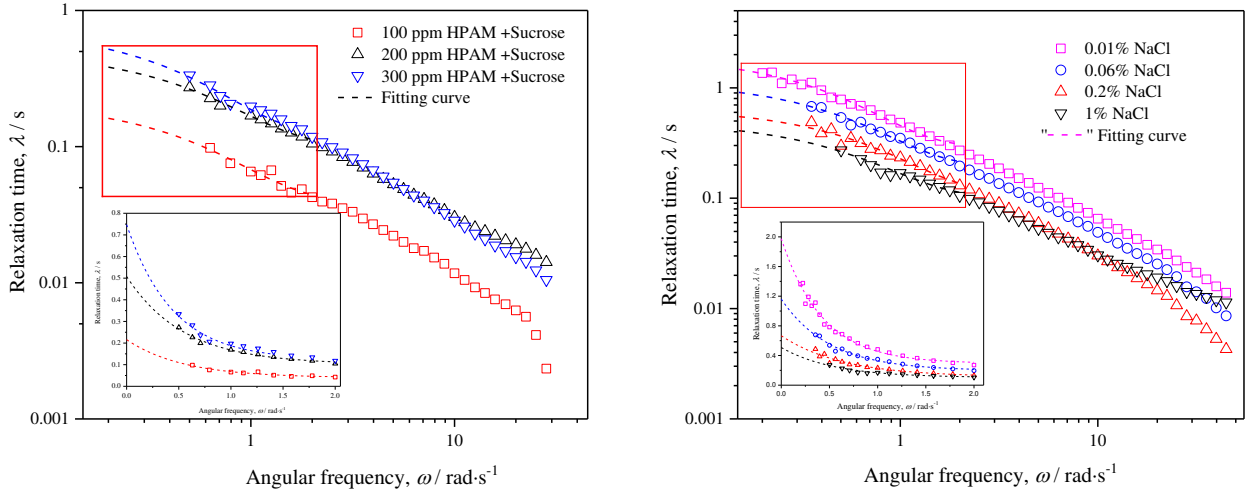 1
0.1
0.01
0.001
Relaxation time, λ / s
100 ppm HPAM +Sucrose
200 ppm HPAM +Sucrose
300 ppm HPAM +Sucrose
Fitting curve
0.8
0.7
0.6
0.5
0.4
0.3
0.2
0.1
0.0
Relaxation time, λ / s
0.0 0.5 1.0 1.5 2.0
Angular frequency, ω / rad·s-1
1 10
Angular frequency, ω / rad·s-1
1
0.1
0.01
0.001
Relaxation time, λ / s
0.01% NaCl
0.06% NaCl
0.2% NaCl
1% NaCl
" " Fitting curve
2.0
1.6
1.2
0.8
0.4
0.0
Relaxation time, λ / s
0.0 0.5 1.0 1.5 2.0
Angular frequency, ω / rad·s-1
1 10
Angular frequency, ω / rad·s-1